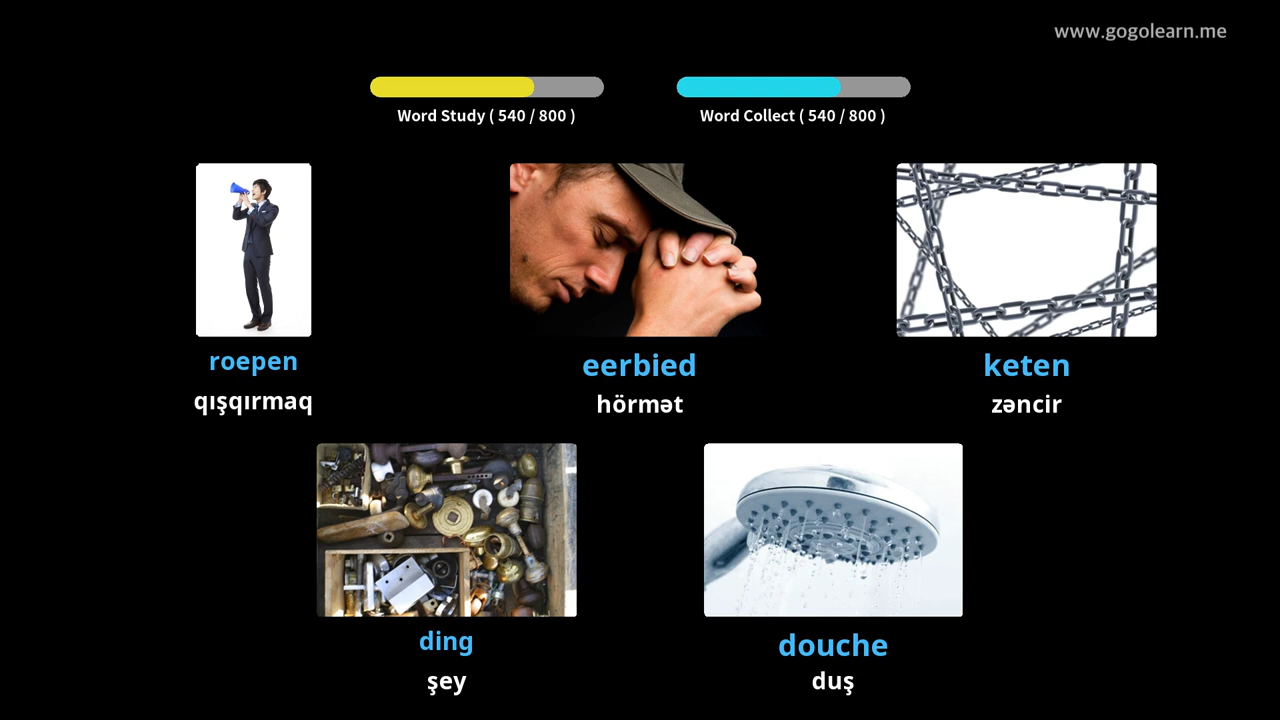 www.gogolearn.me
Word Study ( 540 / 800 )
Word Collect ( 540 / 800 )
roepen
qışqırmaq
eerbied
hörmət
keten
zəncir
ding
şey
douche
duş